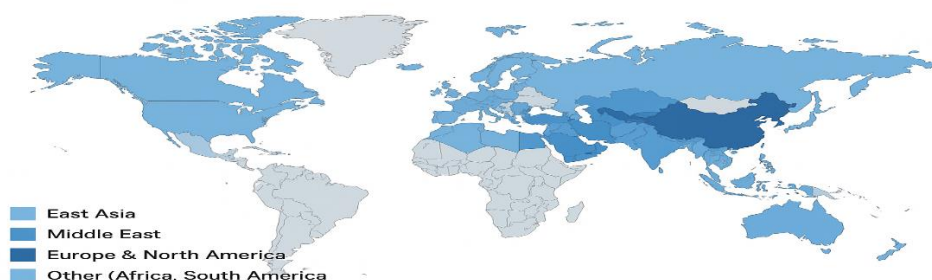 East Asia
Middle East
Europe & North America
Other (Africa, South America